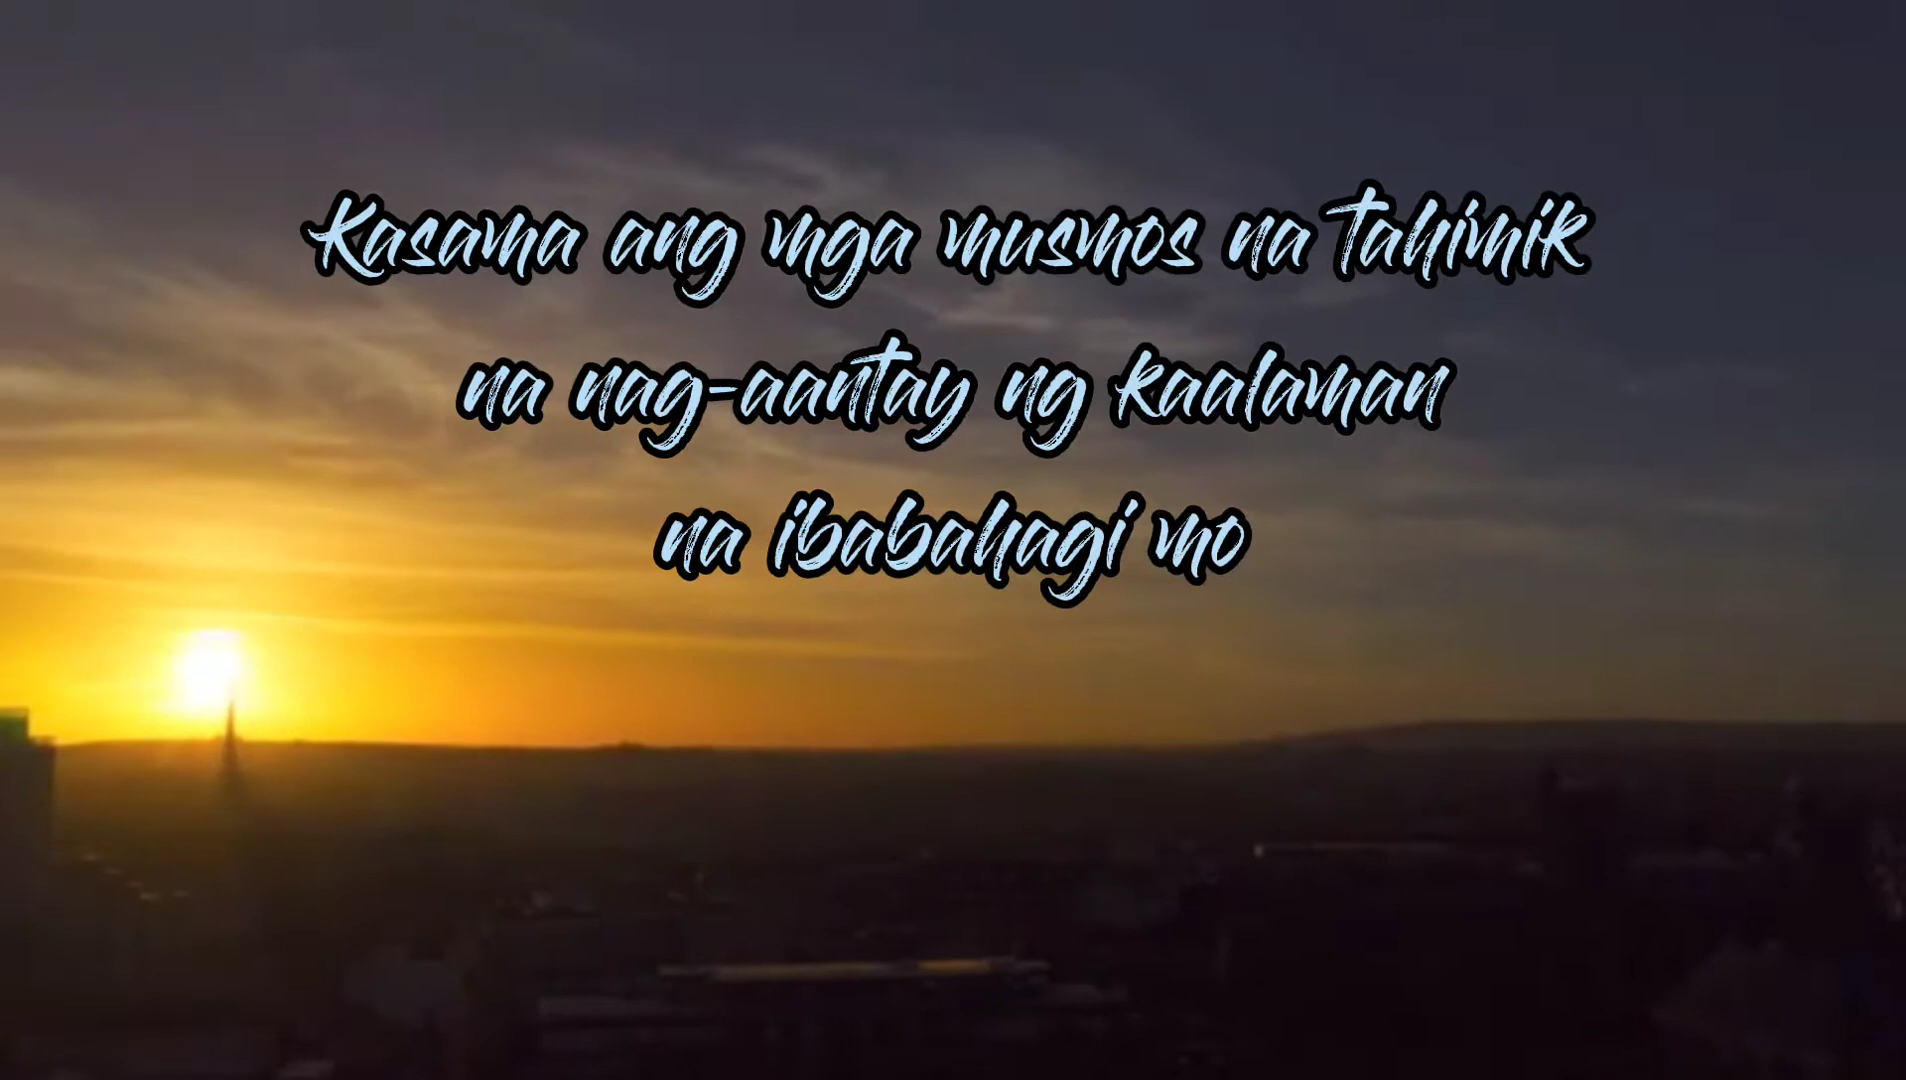 Kasama ang mga musmos na tahimik
na nag-aantay ng kaalaman
na ibabahagi mo